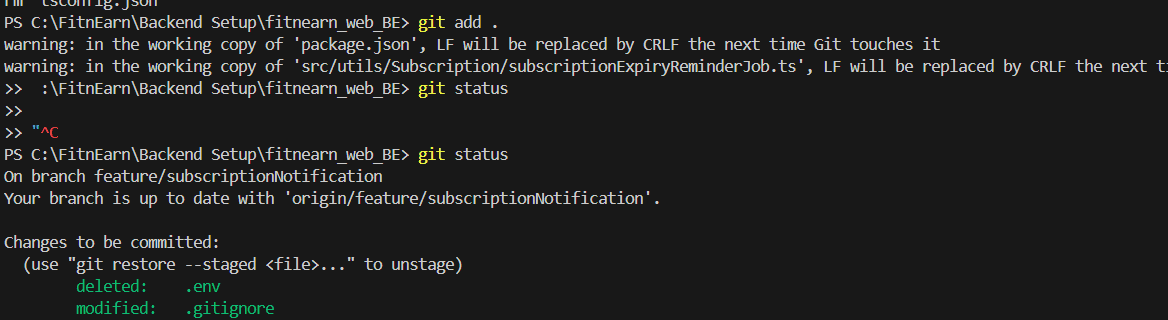 rm tsconfig.json
PS C:\FitnEarn\Backend Setup\fitnearn_web_BE> git add .
warning: in the working copy of 'package.json', LF will be replaced by CRLF the next time Git touches it
warning: in the working copy of 'src/utils/Subscription/subscriptionExpiryReminderJob.ts', LF will be replaced by CRLF the next
>>  :\FitnEarn\Backend Setup\fitnearn_web_BE> git status
>>
>> "^C
PS C:\FitnEarn\Backend Setup\fitnearn_web_BE> git status
On branch feature/subscriptionNotification
Your branch is up to date with 'origin/feature/subscriptionNotification'.
Changes to be committed:
  (use "git restore --staged <file>..." to unstage)
        deleted:    .env
        modified:   .gitignore